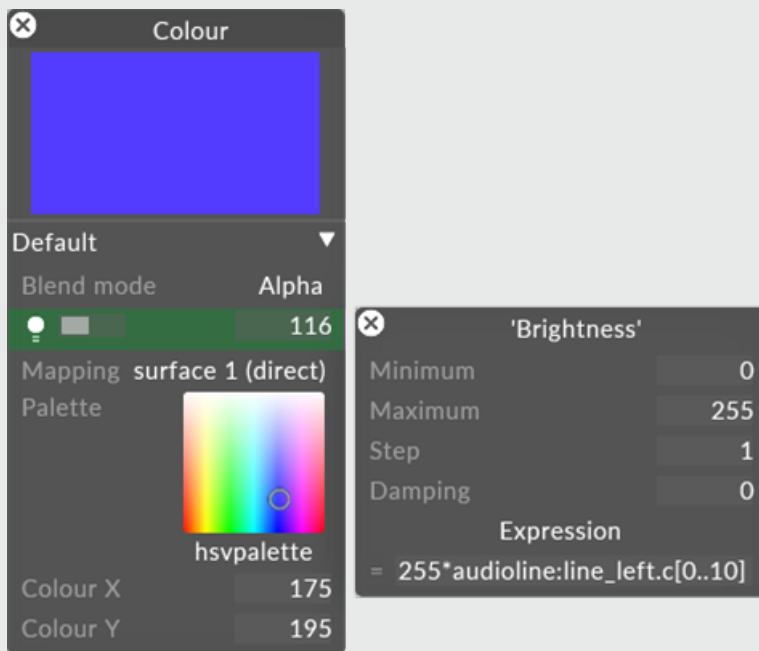 Colour
Default
Blend mode Alpha
116
Mapping surface 1 (direct)
Palette
hsvpalette
Colour X 175
Colour Y 195
'Brightness'
Minimum 0
Maximum 255
Step 1
Damping 0
Expression
= 255*audioline:line_left.c[0..10]